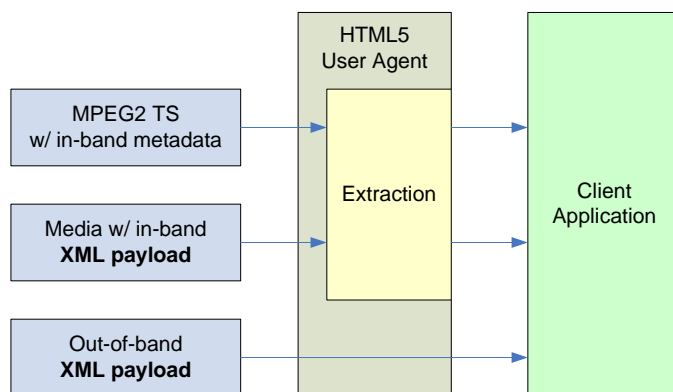 HTML5
User Agent
MPEG2 TS
w/ in-band metadata
Extraction
Client
Application
Media w/ in-band
XML payload
Out-of-band
XML payload